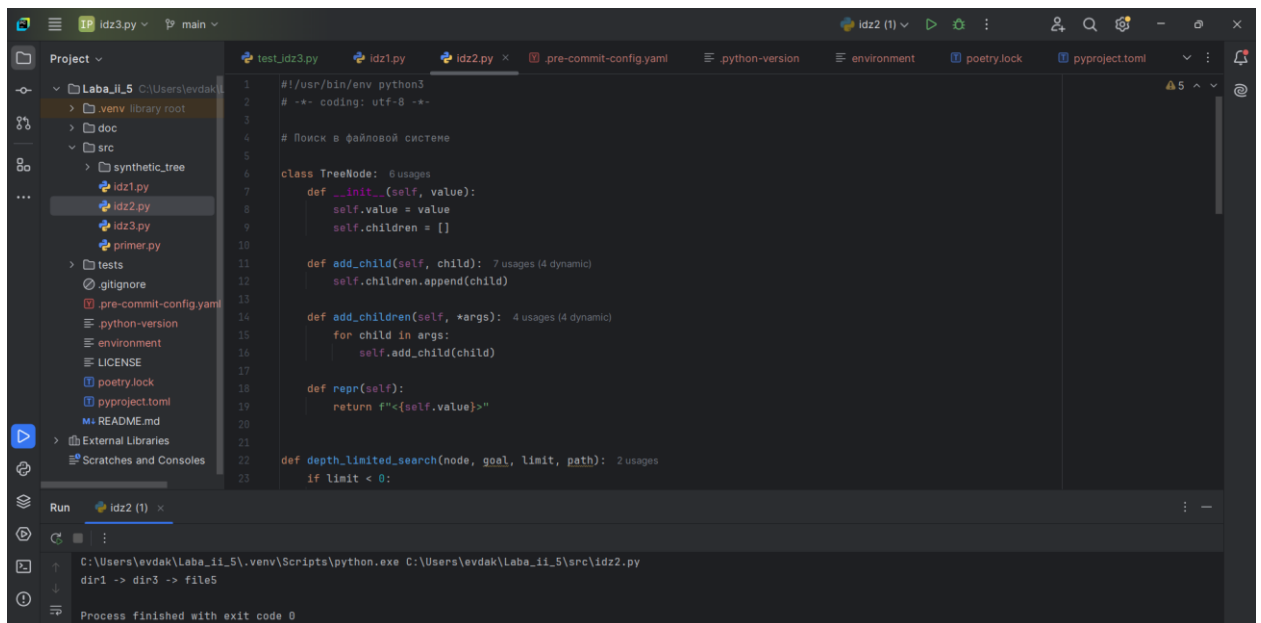 IP idz3.py main idz2 (1)
Project
test_idz3.py idz1.py idz2.py .pre-commit-config.yaml .python-version environment poetry.lock pyproject.toml
Laba_ii_5 C:\Users\evdak\L
.venv library root
doc
src
synthetic_tree
idz1.py
idz2.py
idz3.py
primer.py
tests
.gitignore
.pre-commit-config.yaml
.python-version
environment
LICENSE
poetry.lock
pyproject.toml
README.md
External Libraries
Scratches and Consoles
5
1 #!/usr/bin/env python3
2 # -*- coding: utf-8 -*-
3
4 # Поиск в файловой системе
5
6 class TreeNode: 6 usages
7 def __init__(self, value):
8 self.value = value
9 self.children = []
10
11 def add_child(self, child): 7 usages (4 dynamic)
12 self.children.append(child)
13
14 def add_children(self, *args): 4 usages (4 dynamic)
15 for child in args:
16 self.add_child(child)
17
18 def repr(self):
19 return f"<{self.value}>"
20
21
22 def depth_limited_search(node, goal, limit, path): 2 usages
23 if limit < 0:
Run idz2 (1)
C:\Users\evdak\Laba_ii_5\.venv\Scripts\python.exe C:\Users\evdak\Laba_ii_5\src\idz2.py
dir1 -> dir3 -> file5
Process finished with exit code 0